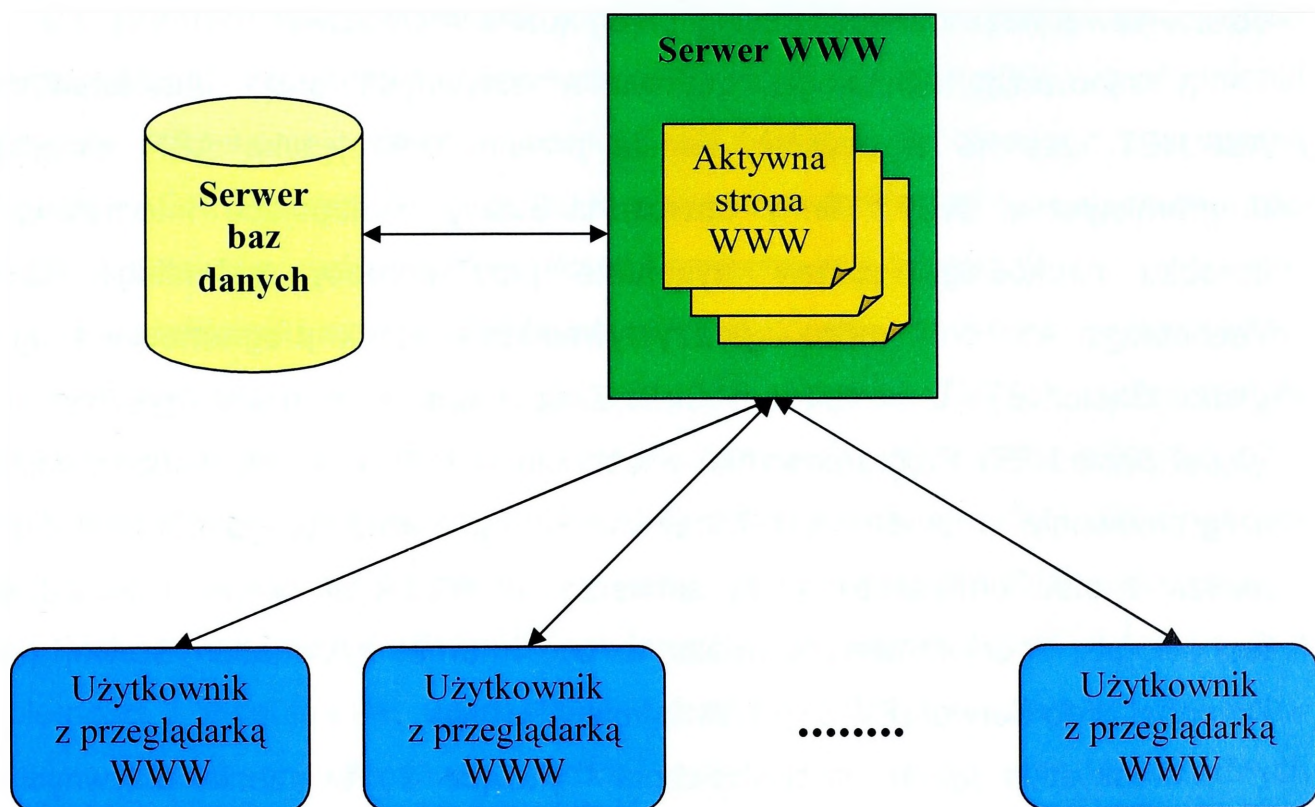 Serwer WWW
Serwer
baz
danych
Aktywna
strona
WWW
Użytkownik
z przeglądarką
WWW
Użytkownik
z przeglądarką
WWW
Użytkownik
z przeglądarką
WWW